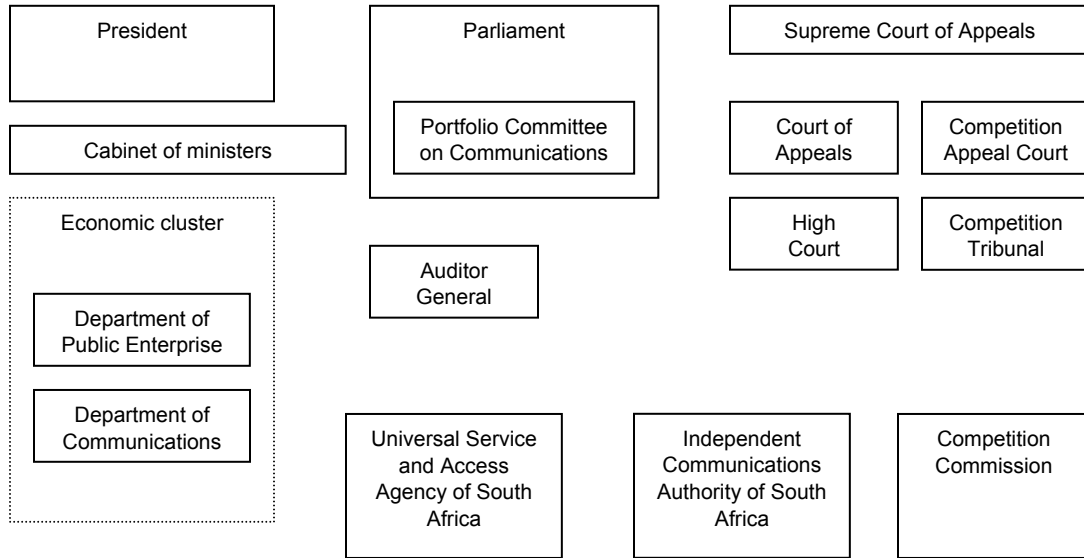 President
Parliament
Supreme Court of Appeals
Portfolio Committee
on Communications
Court of
Appeals
Competition
Appeal Court
Cabinet of ministers
Economic cluster
High
Court
Competition
Tribunal
Auditor
General
Department of
Public Enterprise
Department of
Communications
Universal Service
and Access
Agency of South
Africa
Independent
Communications
Authority of South
Africa
Competition
Commission